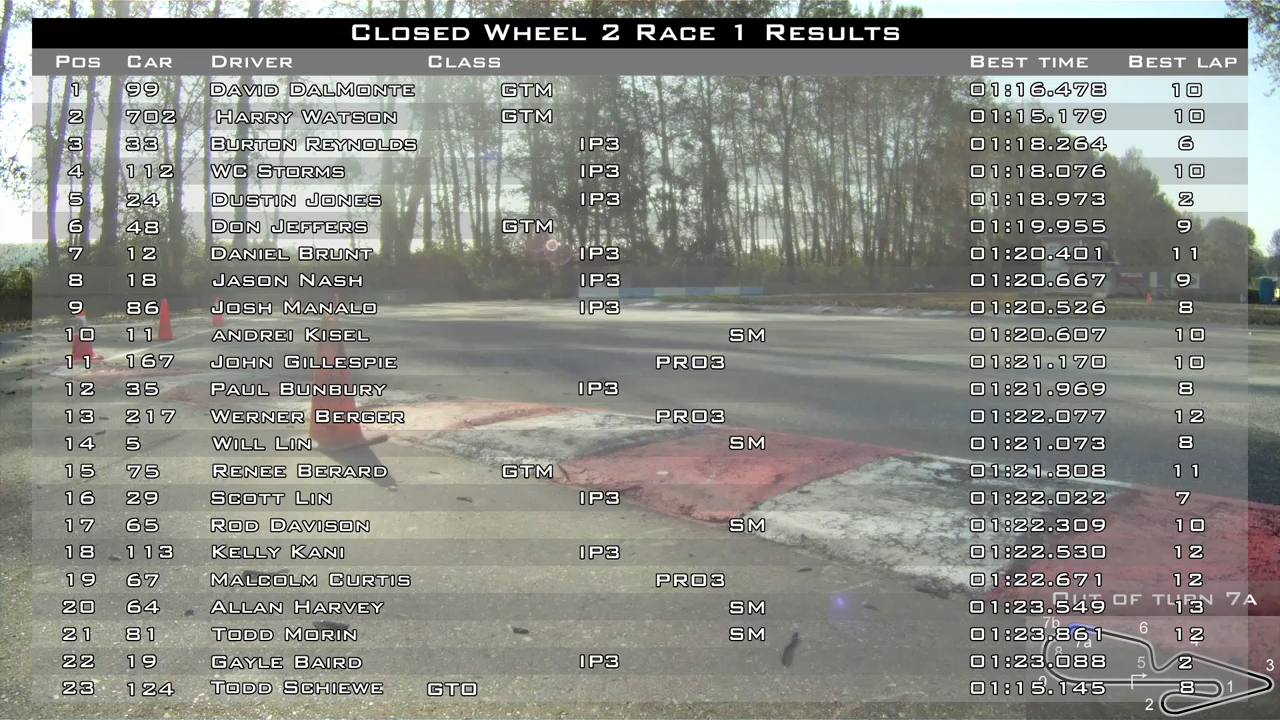 Closed Wheel 2 Race 1 Results
Pos Car Driver Class Best Time Best Lap
1 99 David DalMonte GTM 01:16.478 10
2 702 Harry Watson GTM 01:15.179 10
3 33 Burton Reynolds IP3 01:18.264 6
4 112 WC Storms IP3 01:18.076 10
5 24 Dustin Jones IP3 01:18.973 2
6 48 Don Jeffers GTM 01:19.955 9
7 12 Daniel Brunt IP3 01:20.401 11
8 18 Jason Nash IP3 01:20.667 9
9 86 Josh Manalo IP3 01:20.526 8
10 11 Andrei Kisel SM 01:20.607 10
11 167 John Gillespie PRO3 01:21.170 10
12 35 Paul Bunbury IP3 01:21.969 8
13 217 Werner Berger PRO3 01:22.077 12
14 5 Will Lin SM 01:21.073 8
15 75 Renee Berard GTM 01:21.808 11
16 29 Scott Lin IP3 01:22.022 7
17 65 Rod Davison SM 01:22.309 10
18 113 Kelly Kani IP3 01:22.530 12
19 67 Malcolm Curtis PRO3 01:22.671 12
Out of turn 7a
20 64 Allan Harvey SM 01:23.549 13
21 81 Todd Morin SM 01:23.861 12
22 19 Gayle Baird IP3 01:23.088 2
23 124 Todd Schiewe GTO 01:15.145 8
7b 6
7a
8 5 3
1
2